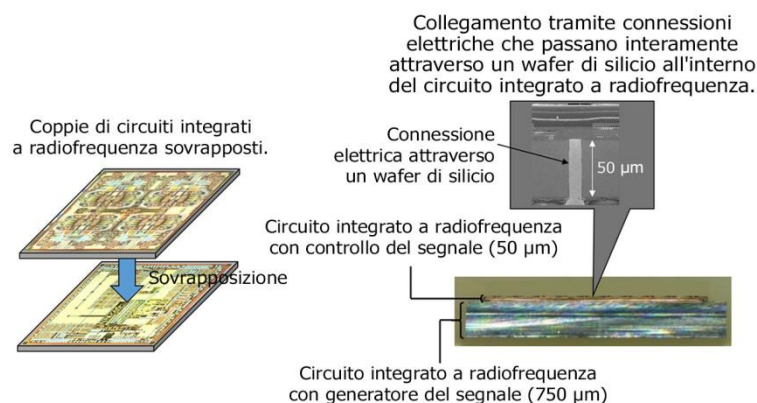 Collegamento tramite connessioni
elettriche che passano interamente
attraverso un wafer di silicio all'interno
del circuito integrato a radiofrequenza.
Coppie di circuiti integrati
a radiofrequenza sovrapposti.
Connessione
elettrica attraverso
un wafer di silicio
50 µm
Circuito integrato a radiofrequenza
con controllo del segnale (50 µm)
Sovrapposizione
Circuito integrato a radiofrequenza
con generatore del segnale (750 µm)